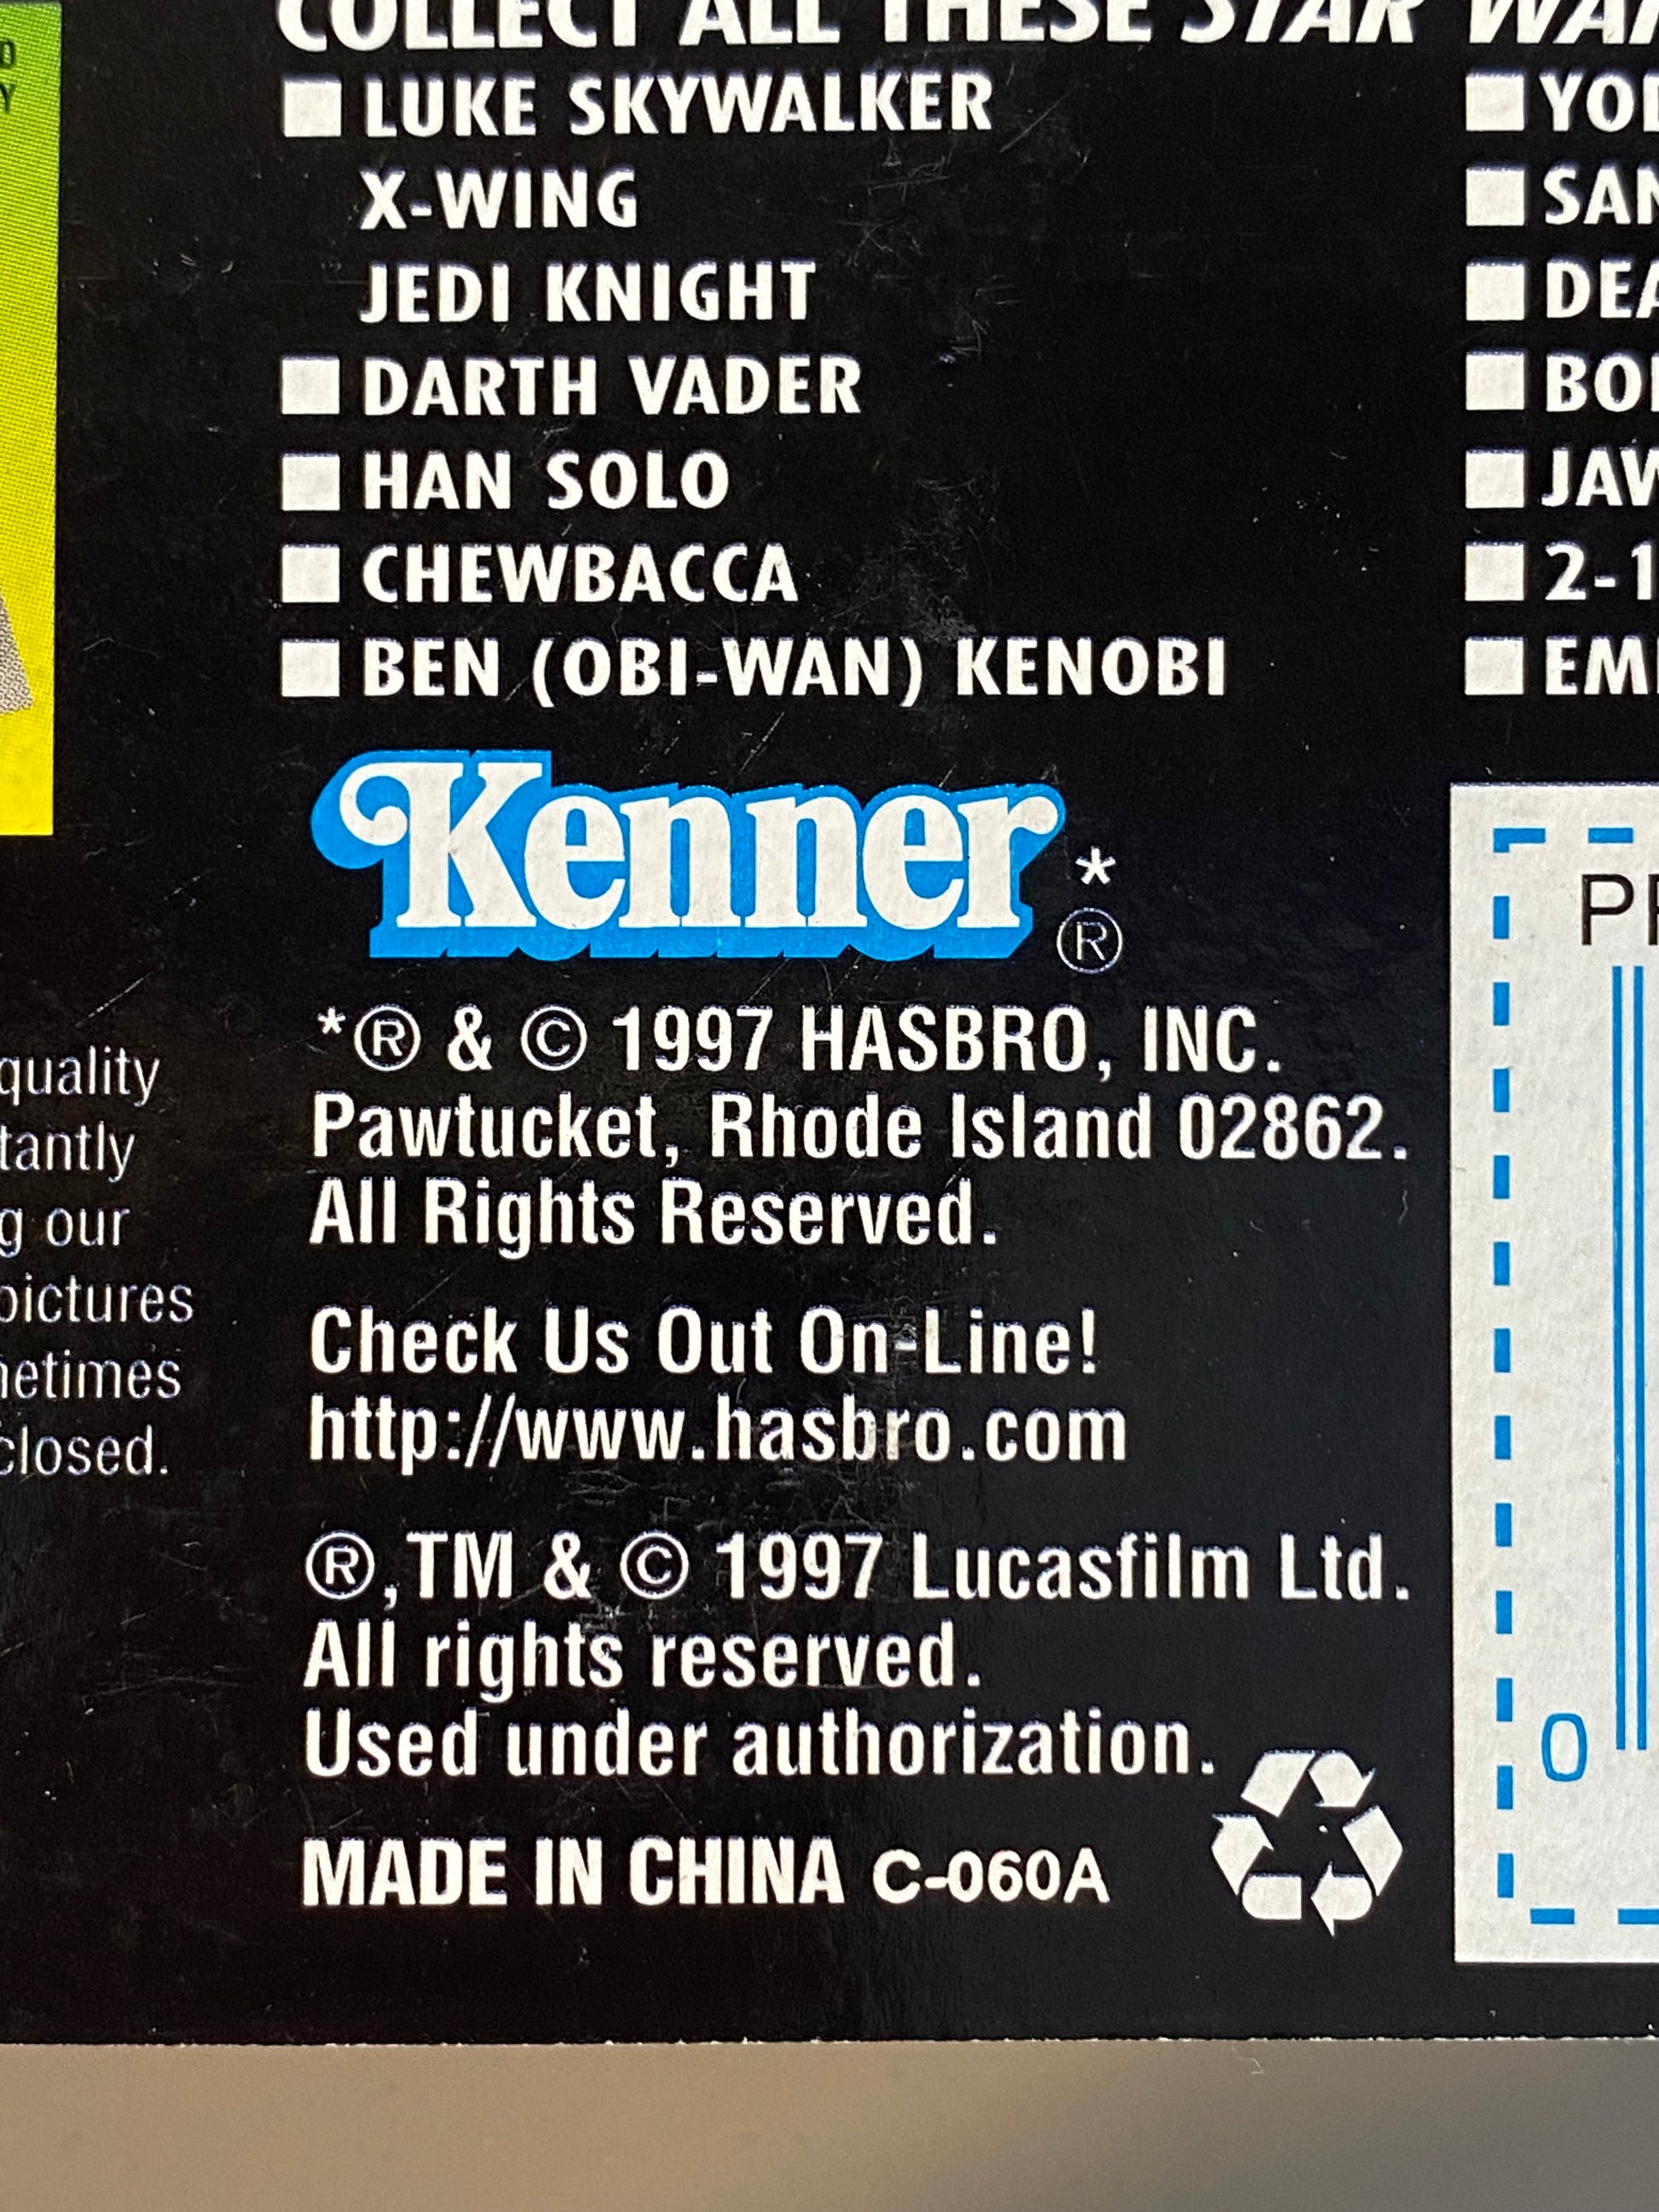 COLLECT ALL THESE STAR
LUKE SKYWALKER
X-WING
JEDI KNIGHT
DARTH VADER
HAN SOLO
CHEWBACCA
BEN (OBI-WAN) KENOBI
Kenner*®
*® & © 1997 HASBRO, INC.
Pawtucket, Rhode Island 02862.
All Rights Reserved.
Check Us Out On-Line!
http://www.hasbro.com
®,TM & © 1997 Lucasfilm Ltd.
All rights reserved.
Used under authorization.
MADE IN CHINA C-060A
quality
our
pictures
closed.
0